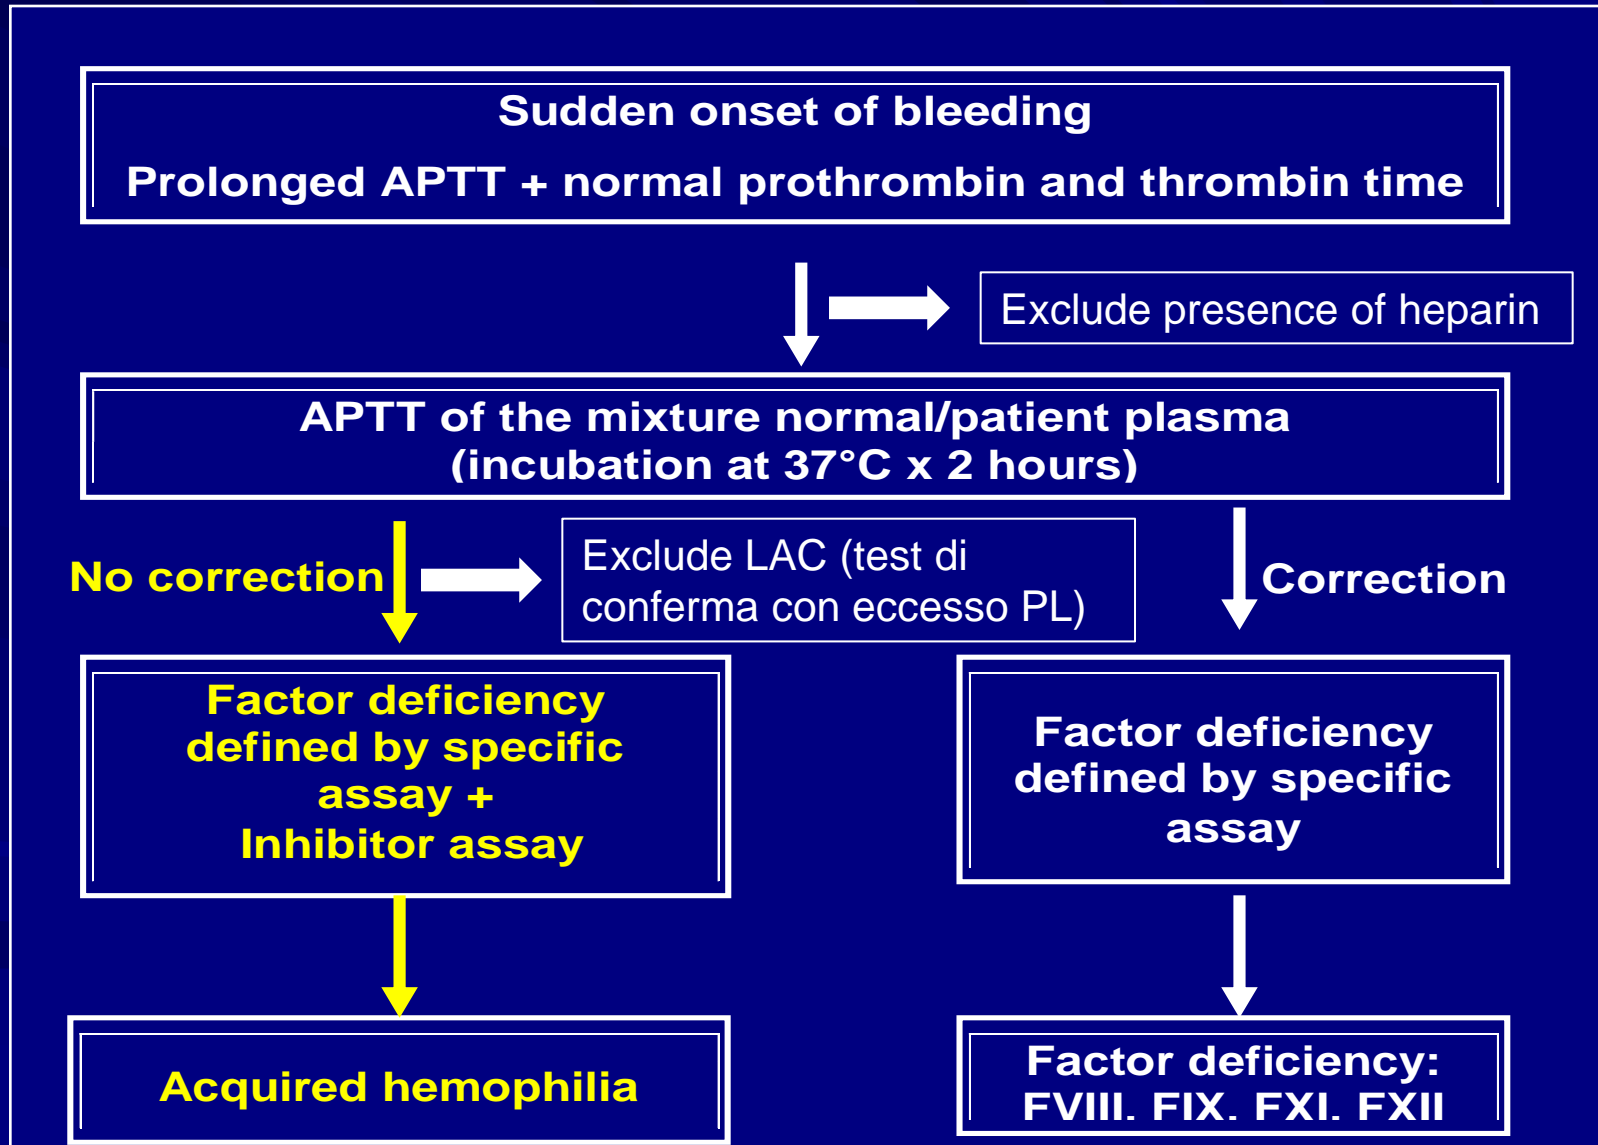 Sudden onset of bleeding
Prolonged APTT + normal prothrombin and thrombin time
Exclude presence of heparin
APTT of the mixture normal/patient plasma
(incubation at 37°C x 2 hours)
No correction
Exclude LAC (test di
conferma con eccesso PL)
Correction
Factor deficiency
defined by specific
assay +
Inhibitor assay
Factor deficiency
defined by specific
assay
Acquired hemophilia
Factor deficiency:
FVIII, FIX, FXI, FXII